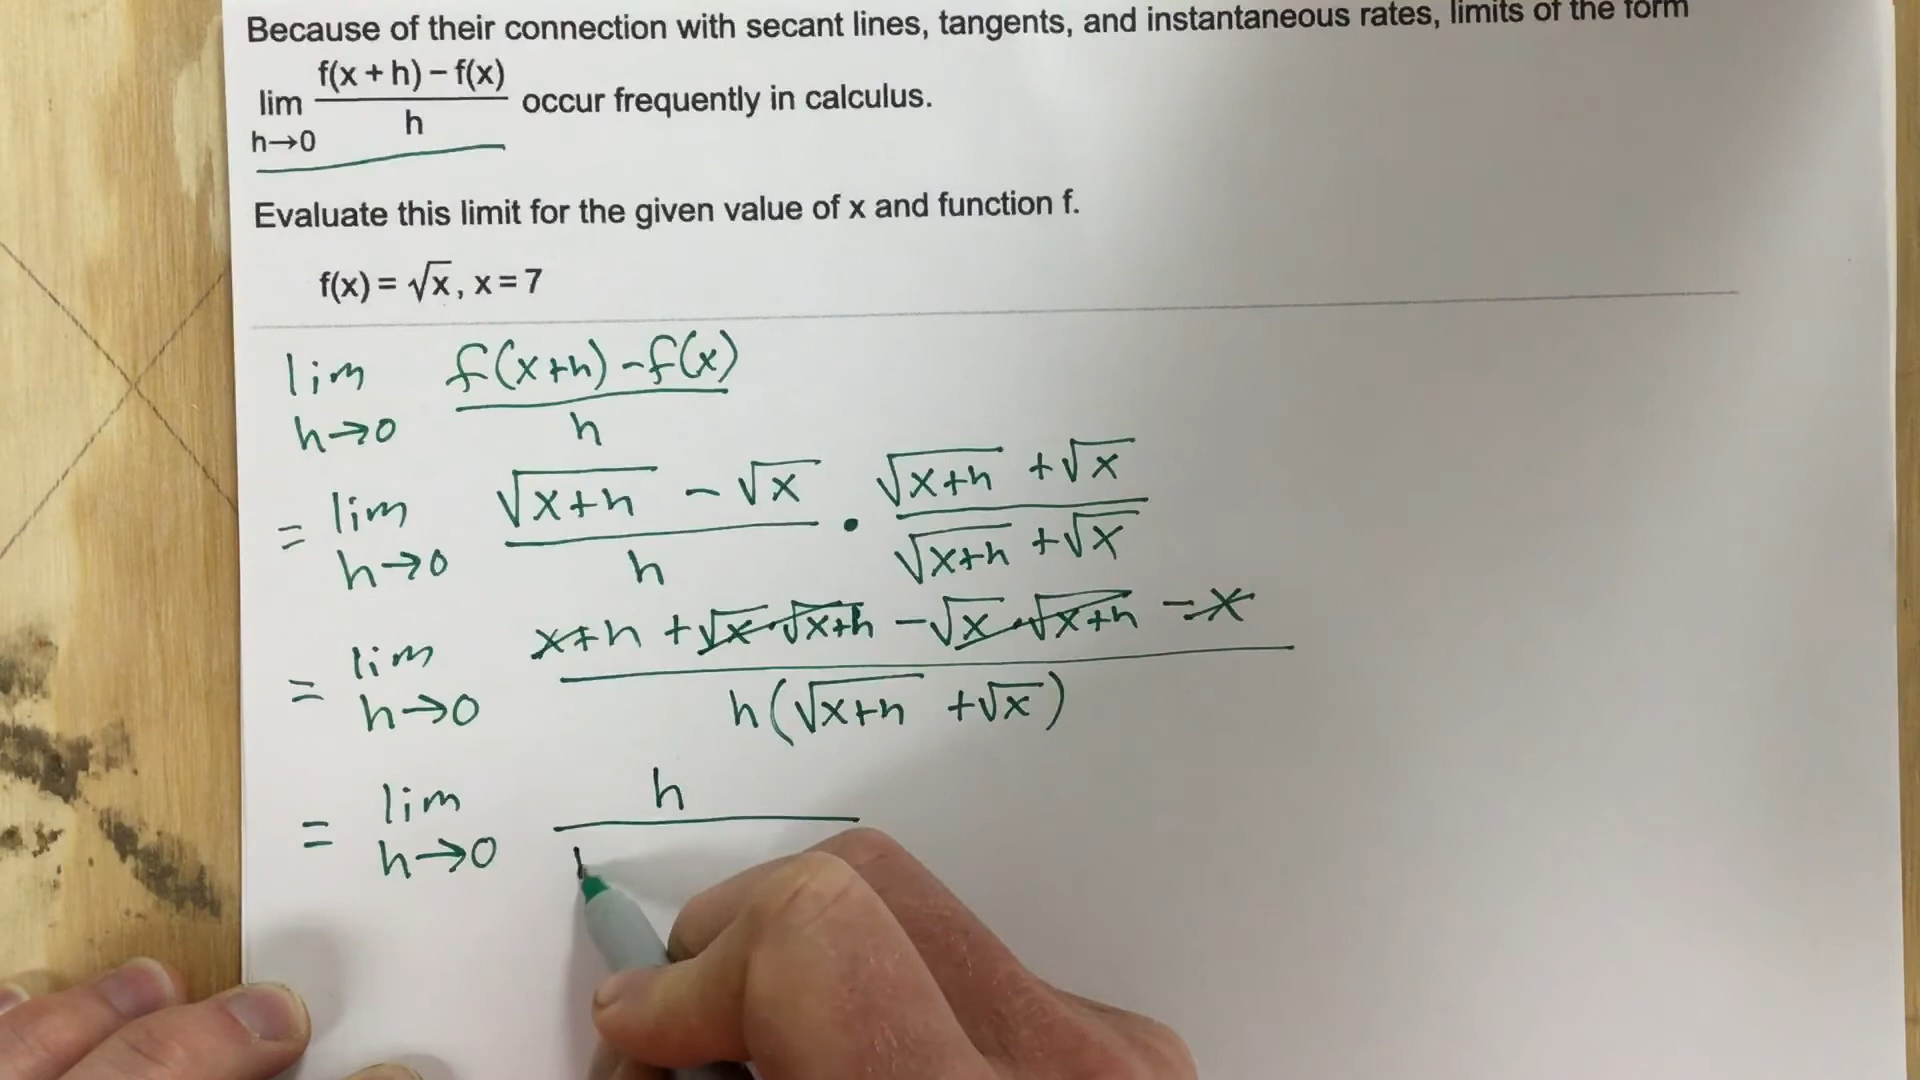 Because of their connection with secant lines, tangents, and instantaneous rates, limits of the form
lim h→0 f(x + h) − f(x) / h occur frequently in calculus.
Evaluate this limit for the given value of x and function f.
f(x) = √x, x = 7
lim h→0 f(x+h) − f(x) / h
= lim h→0 √x+h − √x / h · √x+h + √x / √x+h + √x
= lim h→0 x+h + √x·√x+h − √x·√x+h − x / h(√x+h + √x)
= lim h→0 h /